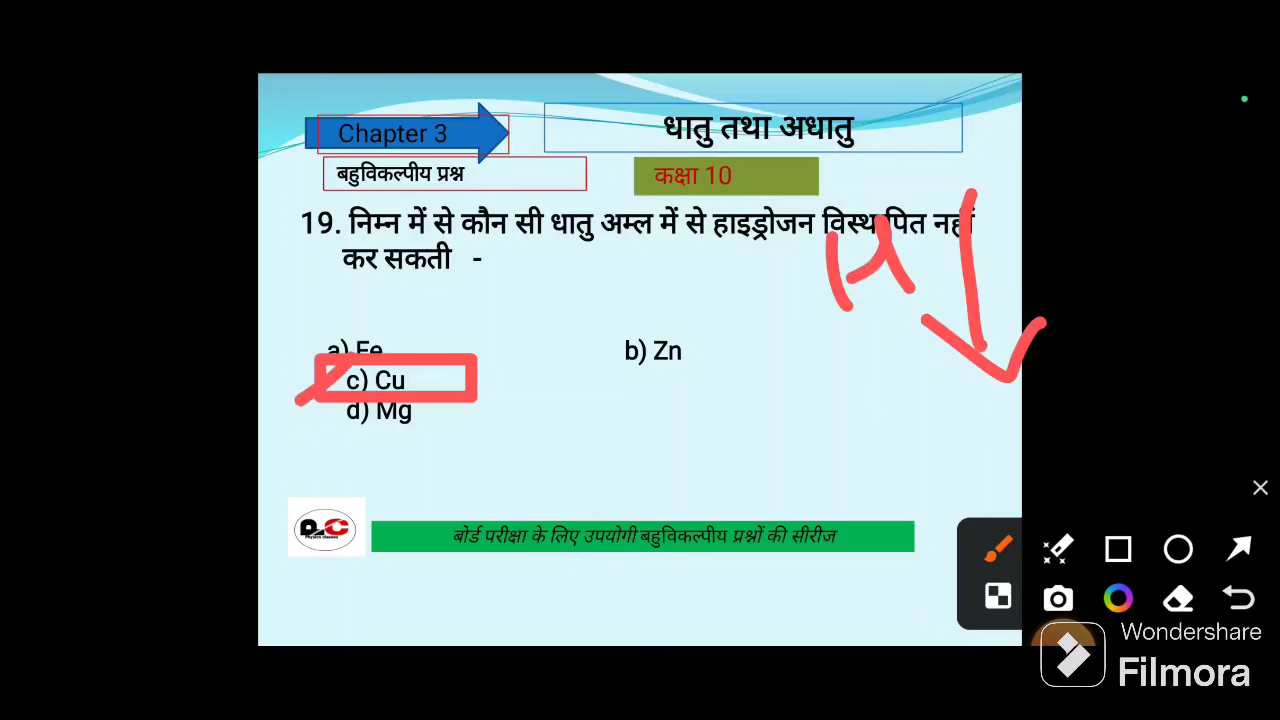 Chapter 3
धातु तथा अधातु
बहुविकल्पीय प्रश्न
कक्षा 10
19. निम्न में से कौन सी धातु अम्ल में से हाइड्रोजन विस्थापित नहीं
कर सकती -
a) Fe
b) Zn
c) Cu
d) Mg
बोर्ड परीक्षा के लिए उपयोगी बहुविकल्पीय प्रश्नों की सीरीज
Wondershare
Filmora